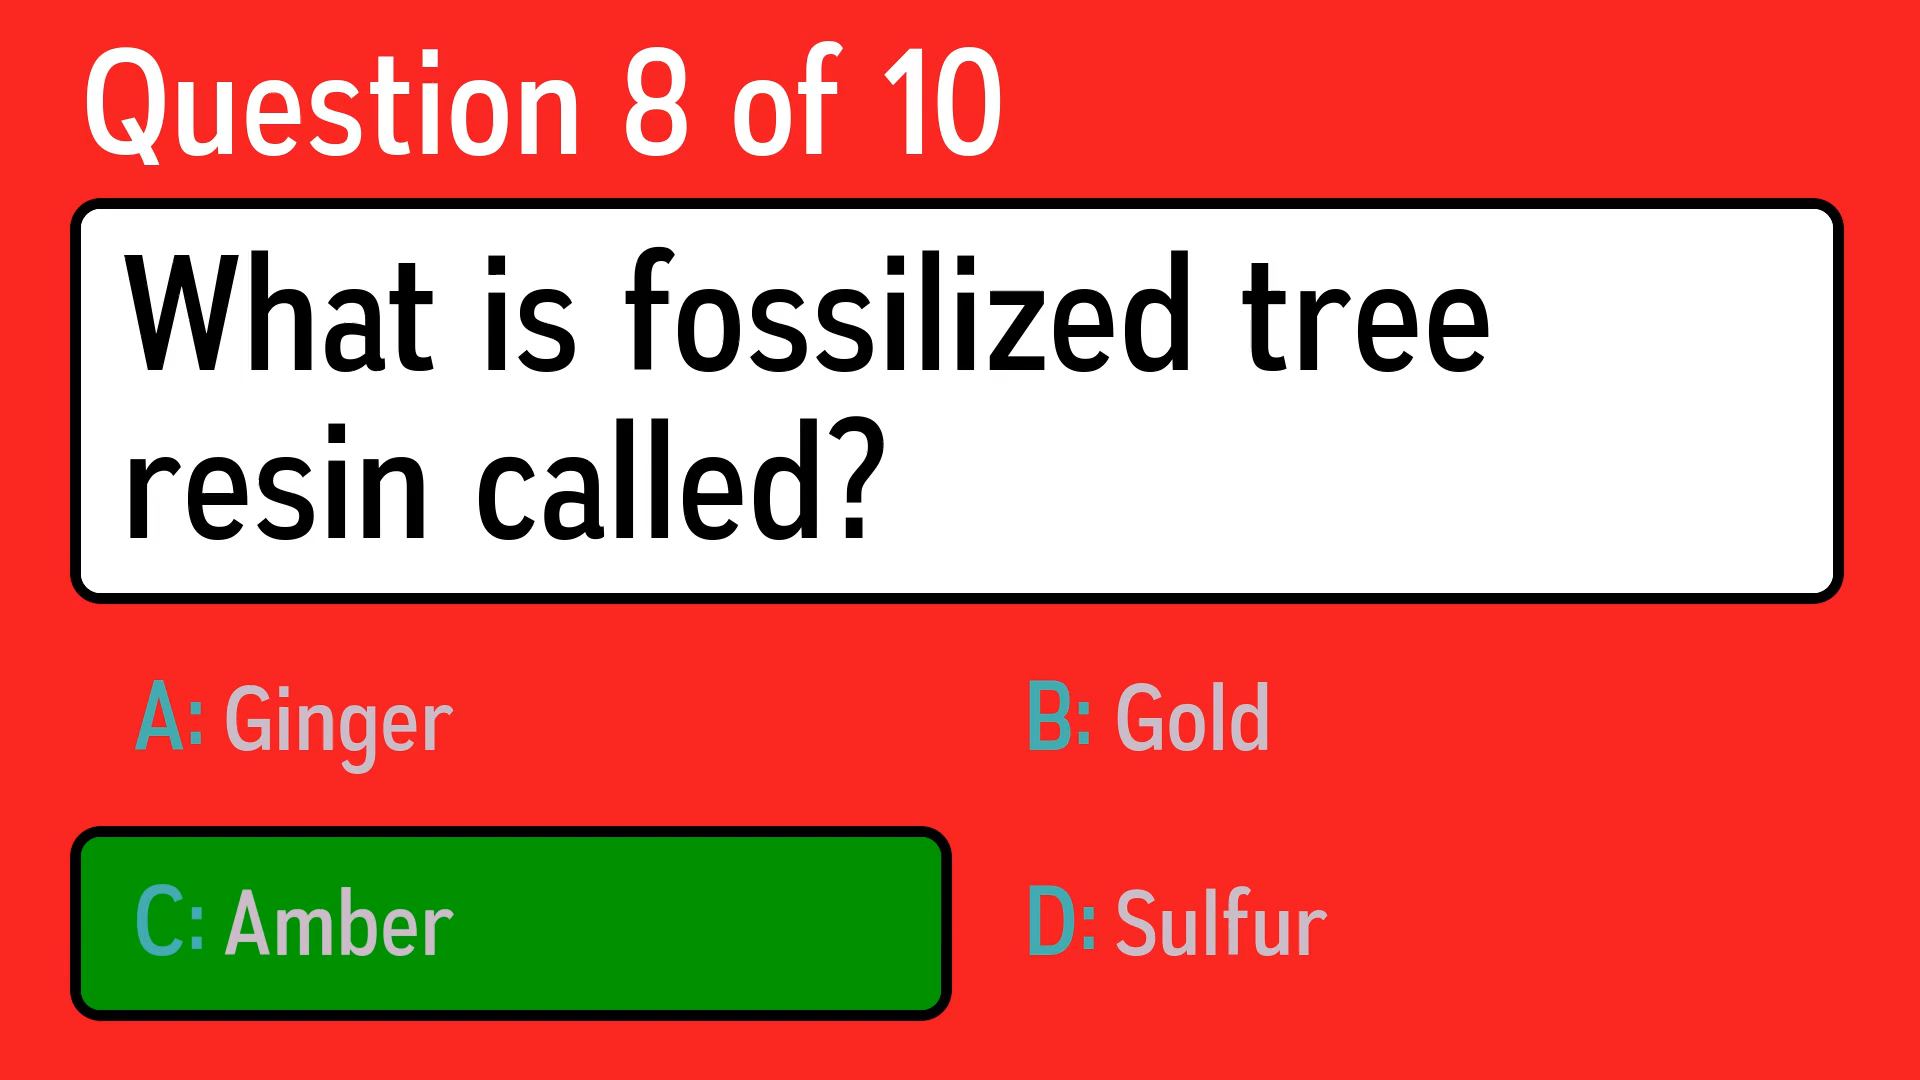 Question 8 of 10
What is fossilized tree
resin called?
A: Ginger
B: Gold
C: Amber
D: Sulfur